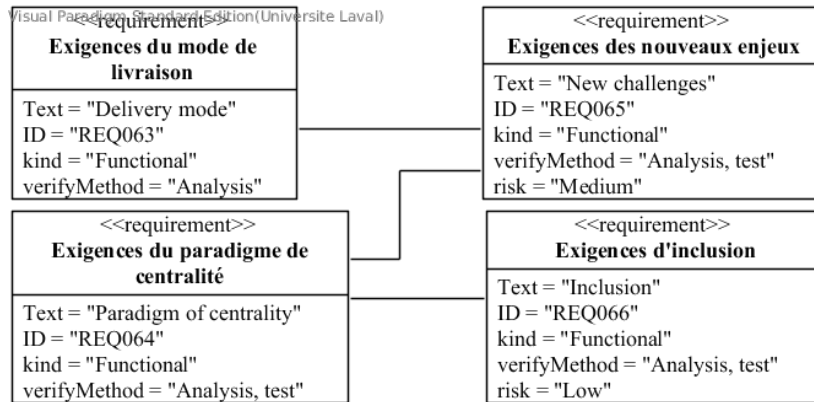 Visual Paradigm Standard Edition(Universite Laval)
<<requirement>>
Exigences du mode de
livraison
Text = "Delivery mode"
ID = "REQ063"
kind = "Functional"
verifyMethod = "Analysis"
<<requirement>>
Exigences des nouveaux enjeux
Text = "New challenges"
ID = "REQ065"
kind = "Functional"
verifyMethod = "Analysis, test"
risk = "Medium"
<<requirement>>
Exigences du paradigme de
centralité
Text = "Paradigm of centrality"
ID = "REQ064"
kind = "Functional"
verifyMethod = "Analysis, test"
<<requirement>>
Exigences d'inclusion
Text = "Inclusion"
ID = "REQ066"
kind = "Functional"
verifyMethod = "Analysis, test"
risk = "Low"